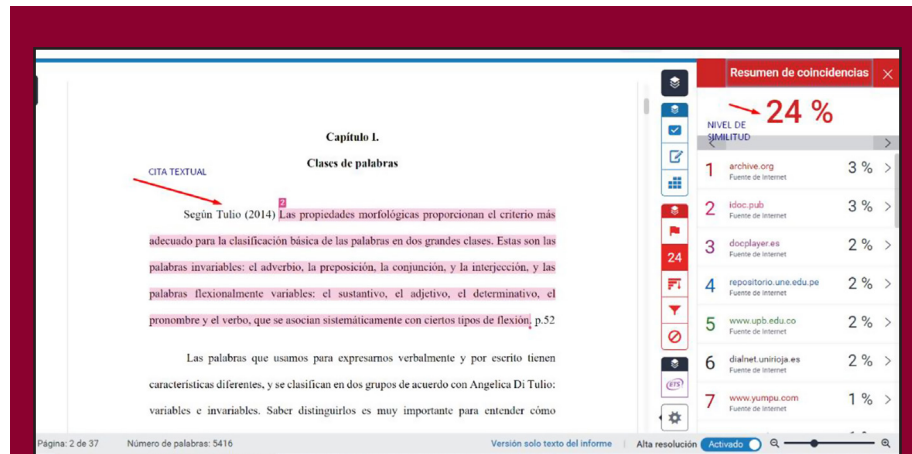 Resumen de coincidencias
24 %
NIVEL DE
SIMILITUD
1 archive.org 3 %
Fuente de Internet
2 idoc.pub 3 %
Fuente de Internet
3 docplayer.es 2 %
Fuente de Internet
4 repositorio.une.edu.pe 2 %
Fuente de Internet
5 www.upb.edu.co 2 %
Fuente de Internet
6 dialnet.unirioja.es 2 %
Fuente de Internet
7 www.yumpu.com 1 %
Fuente de Internet
24
ETS
Capítulo I.
Clases de palabras
CITA TEXTUAL
2
Según Tulio (2014) Las propiedades morfológicas proporcionan el criterio más
adecuado para la clasificación básica de las palabras en dos grandes clases. Estas son las
palabras invariables: el adverbio, la preposición, la conjunción, y la interjección, y las
palabras flexionalmente variables: el sustantivo, el adjetivo, el determinativo, el
pronombre y el verbo, que se asocian sistemáticamente con ciertos tipos de flexión. p.52
Las palabras que usamos para expresarnos verbalmente y por escrito tienen
características diferentes, y se clasifican en dos grupos de acuerdo con Angelica Di Tulio:
variables e invariables. Saber distinguirlos es muy importante para entender cómo
Página: 2 de 37 Número de palabras: 5416 Versión solo texto del informe Alta resolución Activado